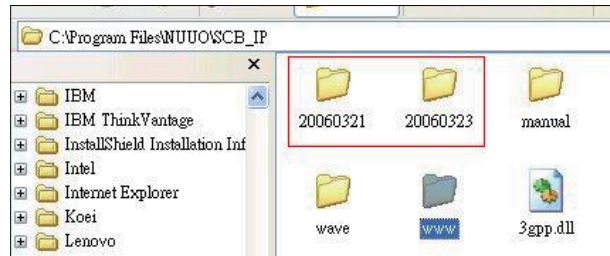 C:\Program Files\NUUO\SCB_IP
IBM
IBM ThinkVantage
InstallShield Installation Inf
Intel
Internet Explorer
Koei
Lenovo
20060321
20060323
manual
wave
www
3gpp.dll